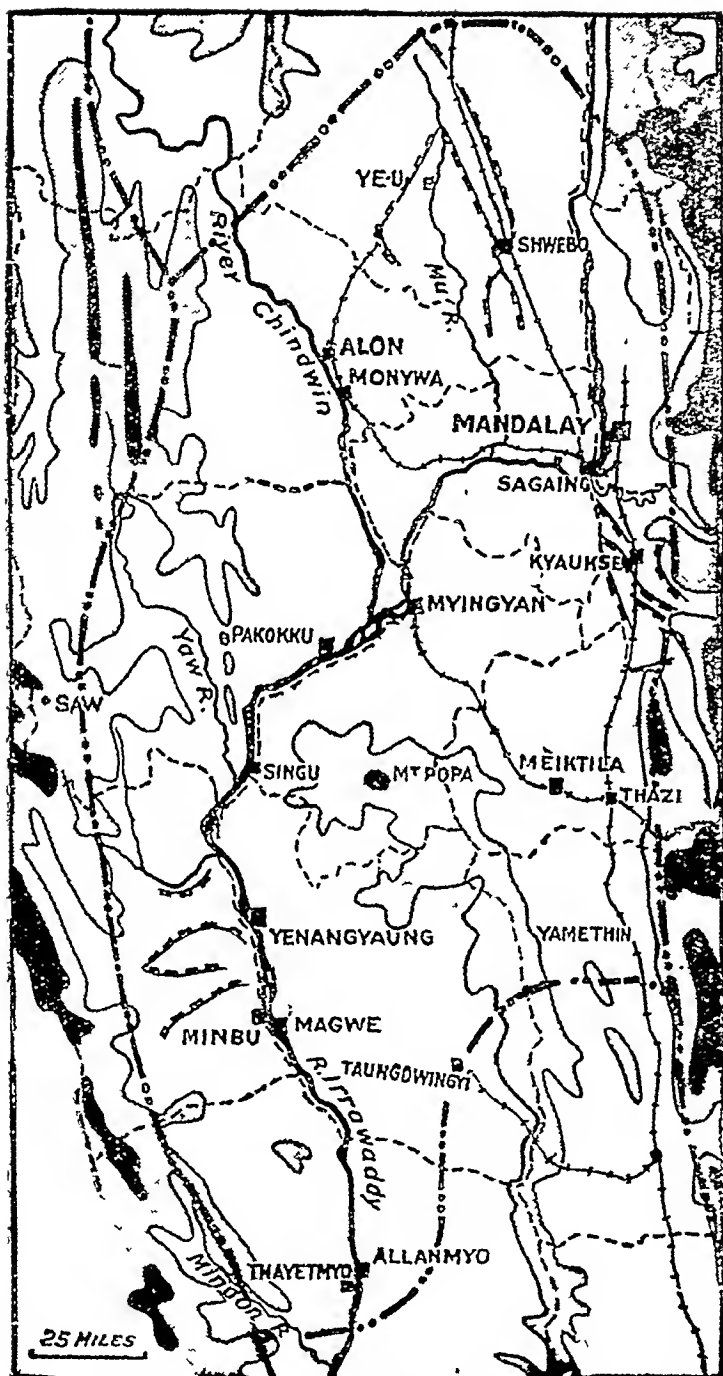 YE-U
SHWEBO
River Chindwin
Mu R.
ALON
MONYWA
MANDALAY
SAGAING
KYAUKSE
MYINGYAN
PAKOKKU
Yaw R.
SAW
SINGU
MT POPA
MEIKTILA
THAZI
YENANGYAUNG
YAMETHIN
MINBU
MAGWE
TAUNGDWINGYI
R. Irrawaddy
THAYETMYO
ALLANMYO
Mindon R.
25 MILES